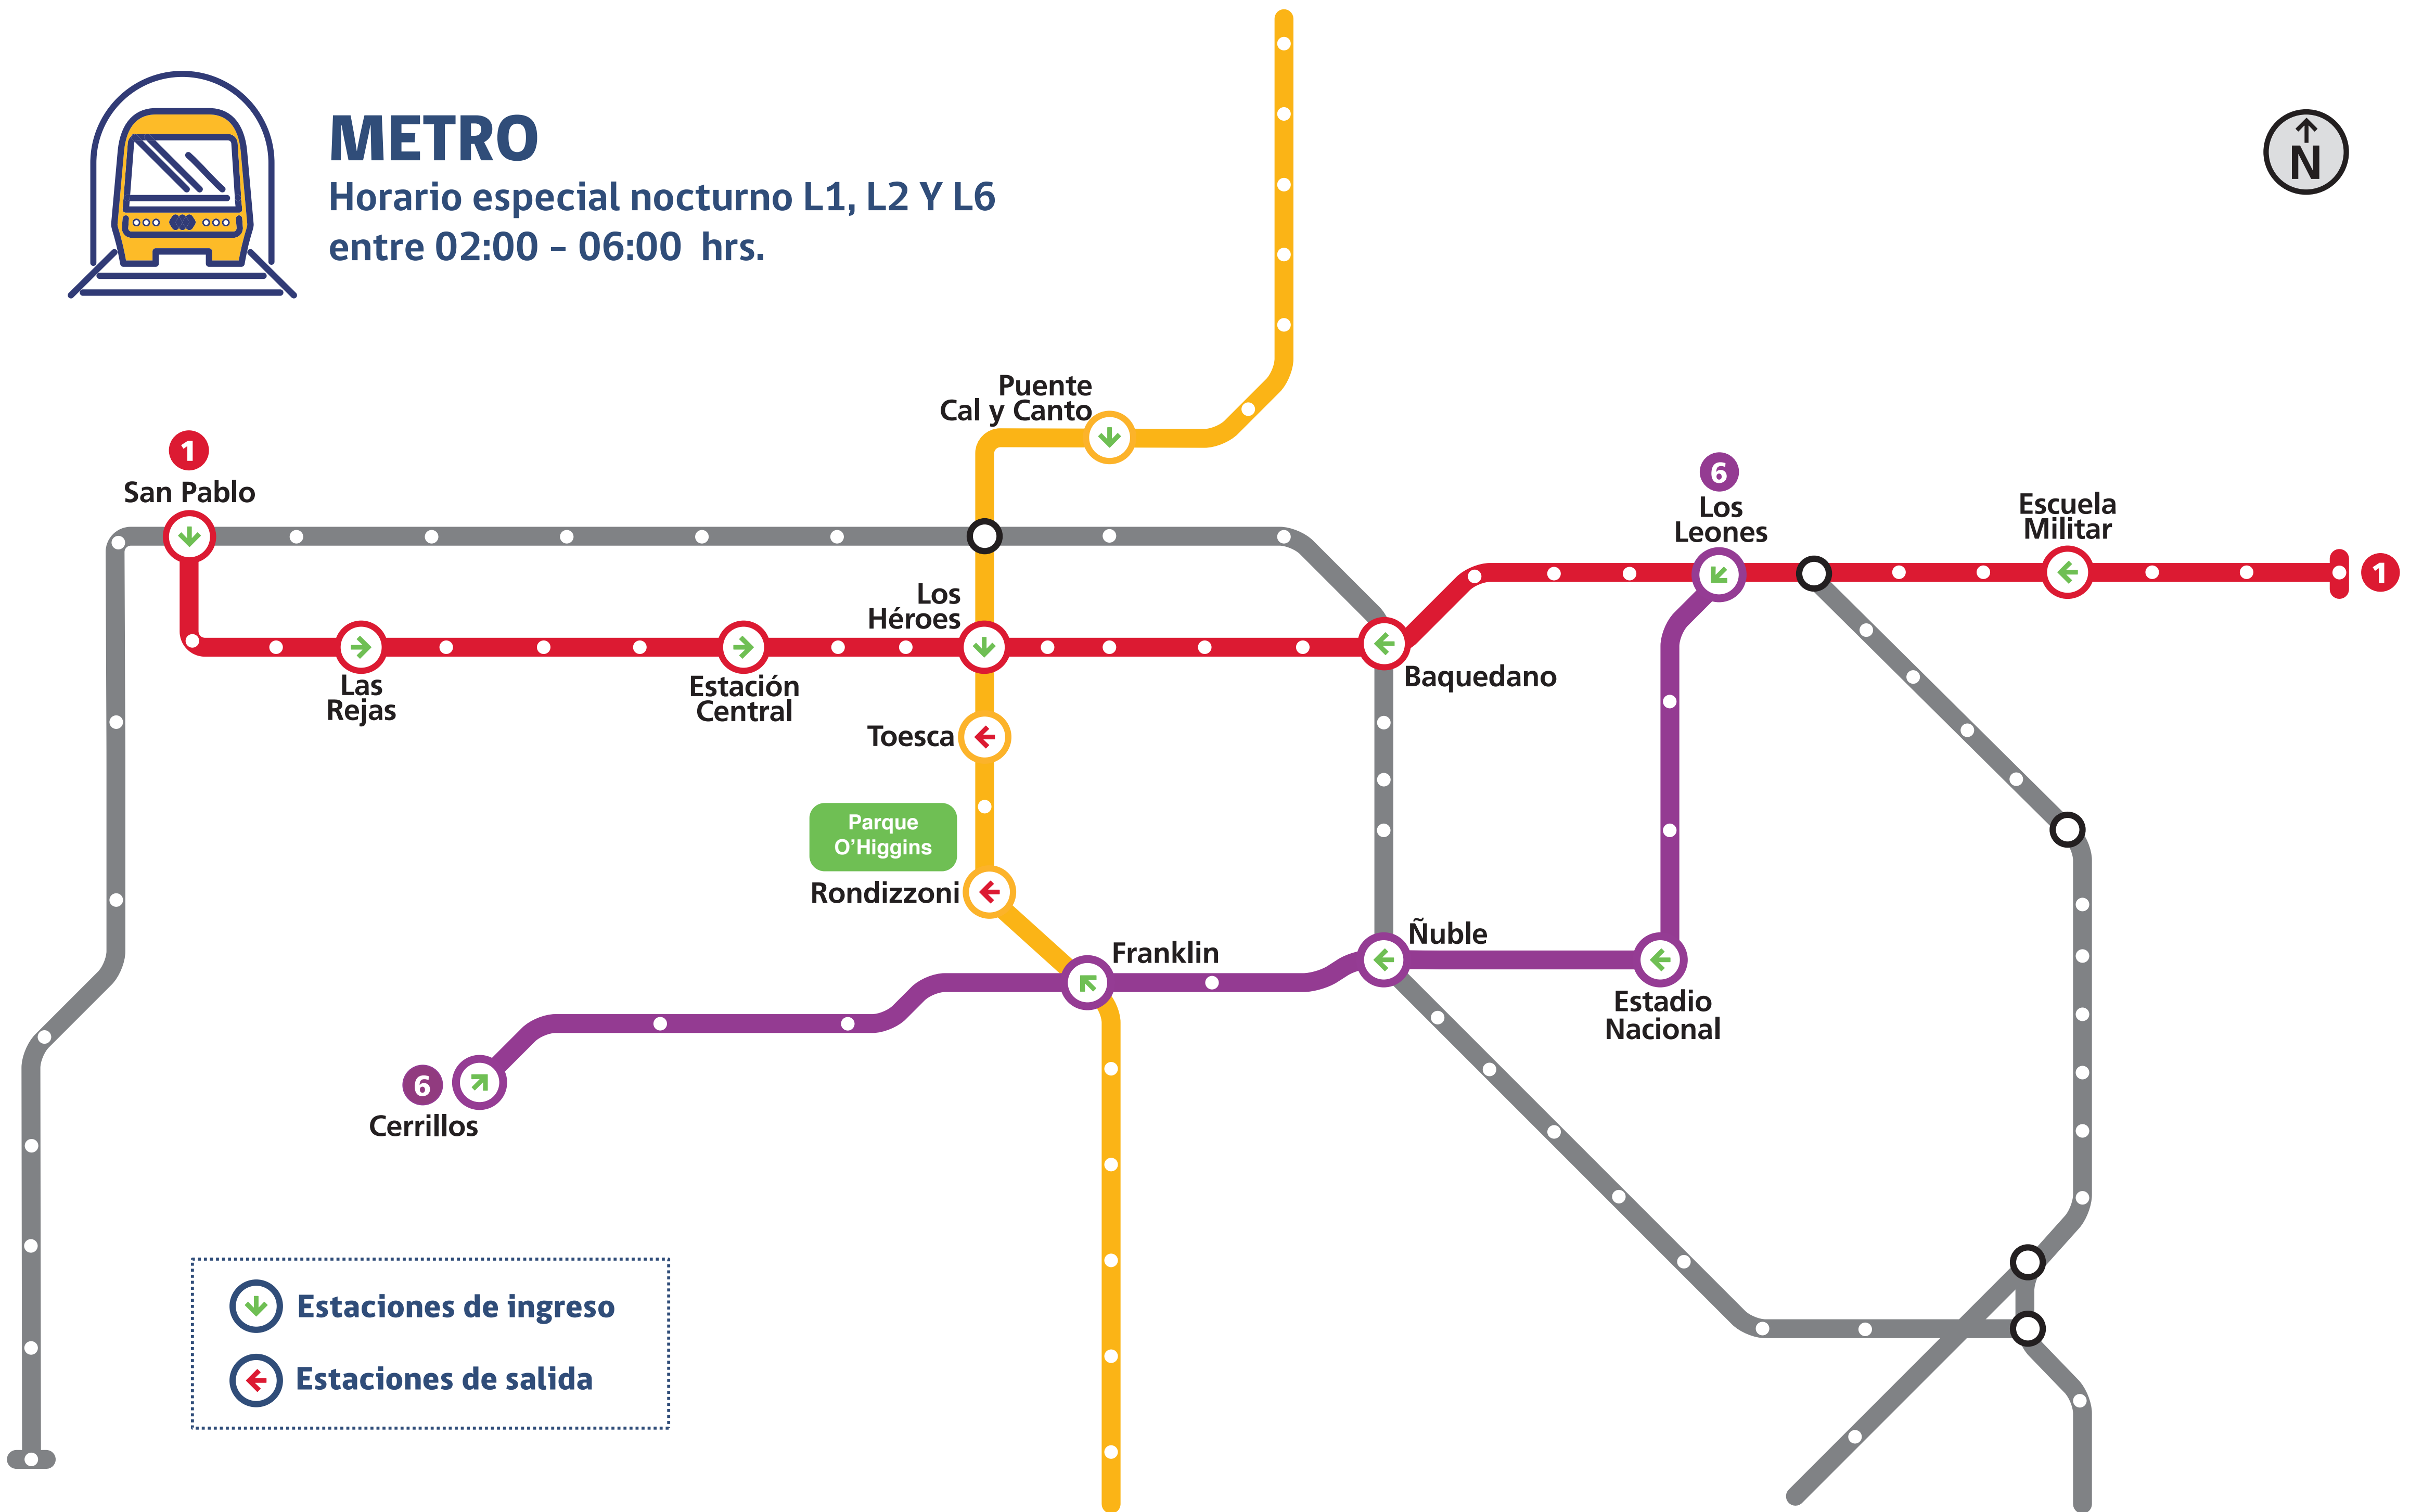 METRO
Horario especial nocturno L1, L2 Y L6
entre 02:00 – 06:00 hrs.
N
Puente
Cal y Canto
1
San Pablo
6
Los
Leones
Escuela
Militar
1
Los
Héroes
Las
Rejas
Estación
Central
Baquedano
Toesca
Parque
O'Higgins
Rondizzoni
Franklin
Ñuble
Estadio
Nacional
6
Cerrillos
Estaciones de ingreso
Estaciones de salida